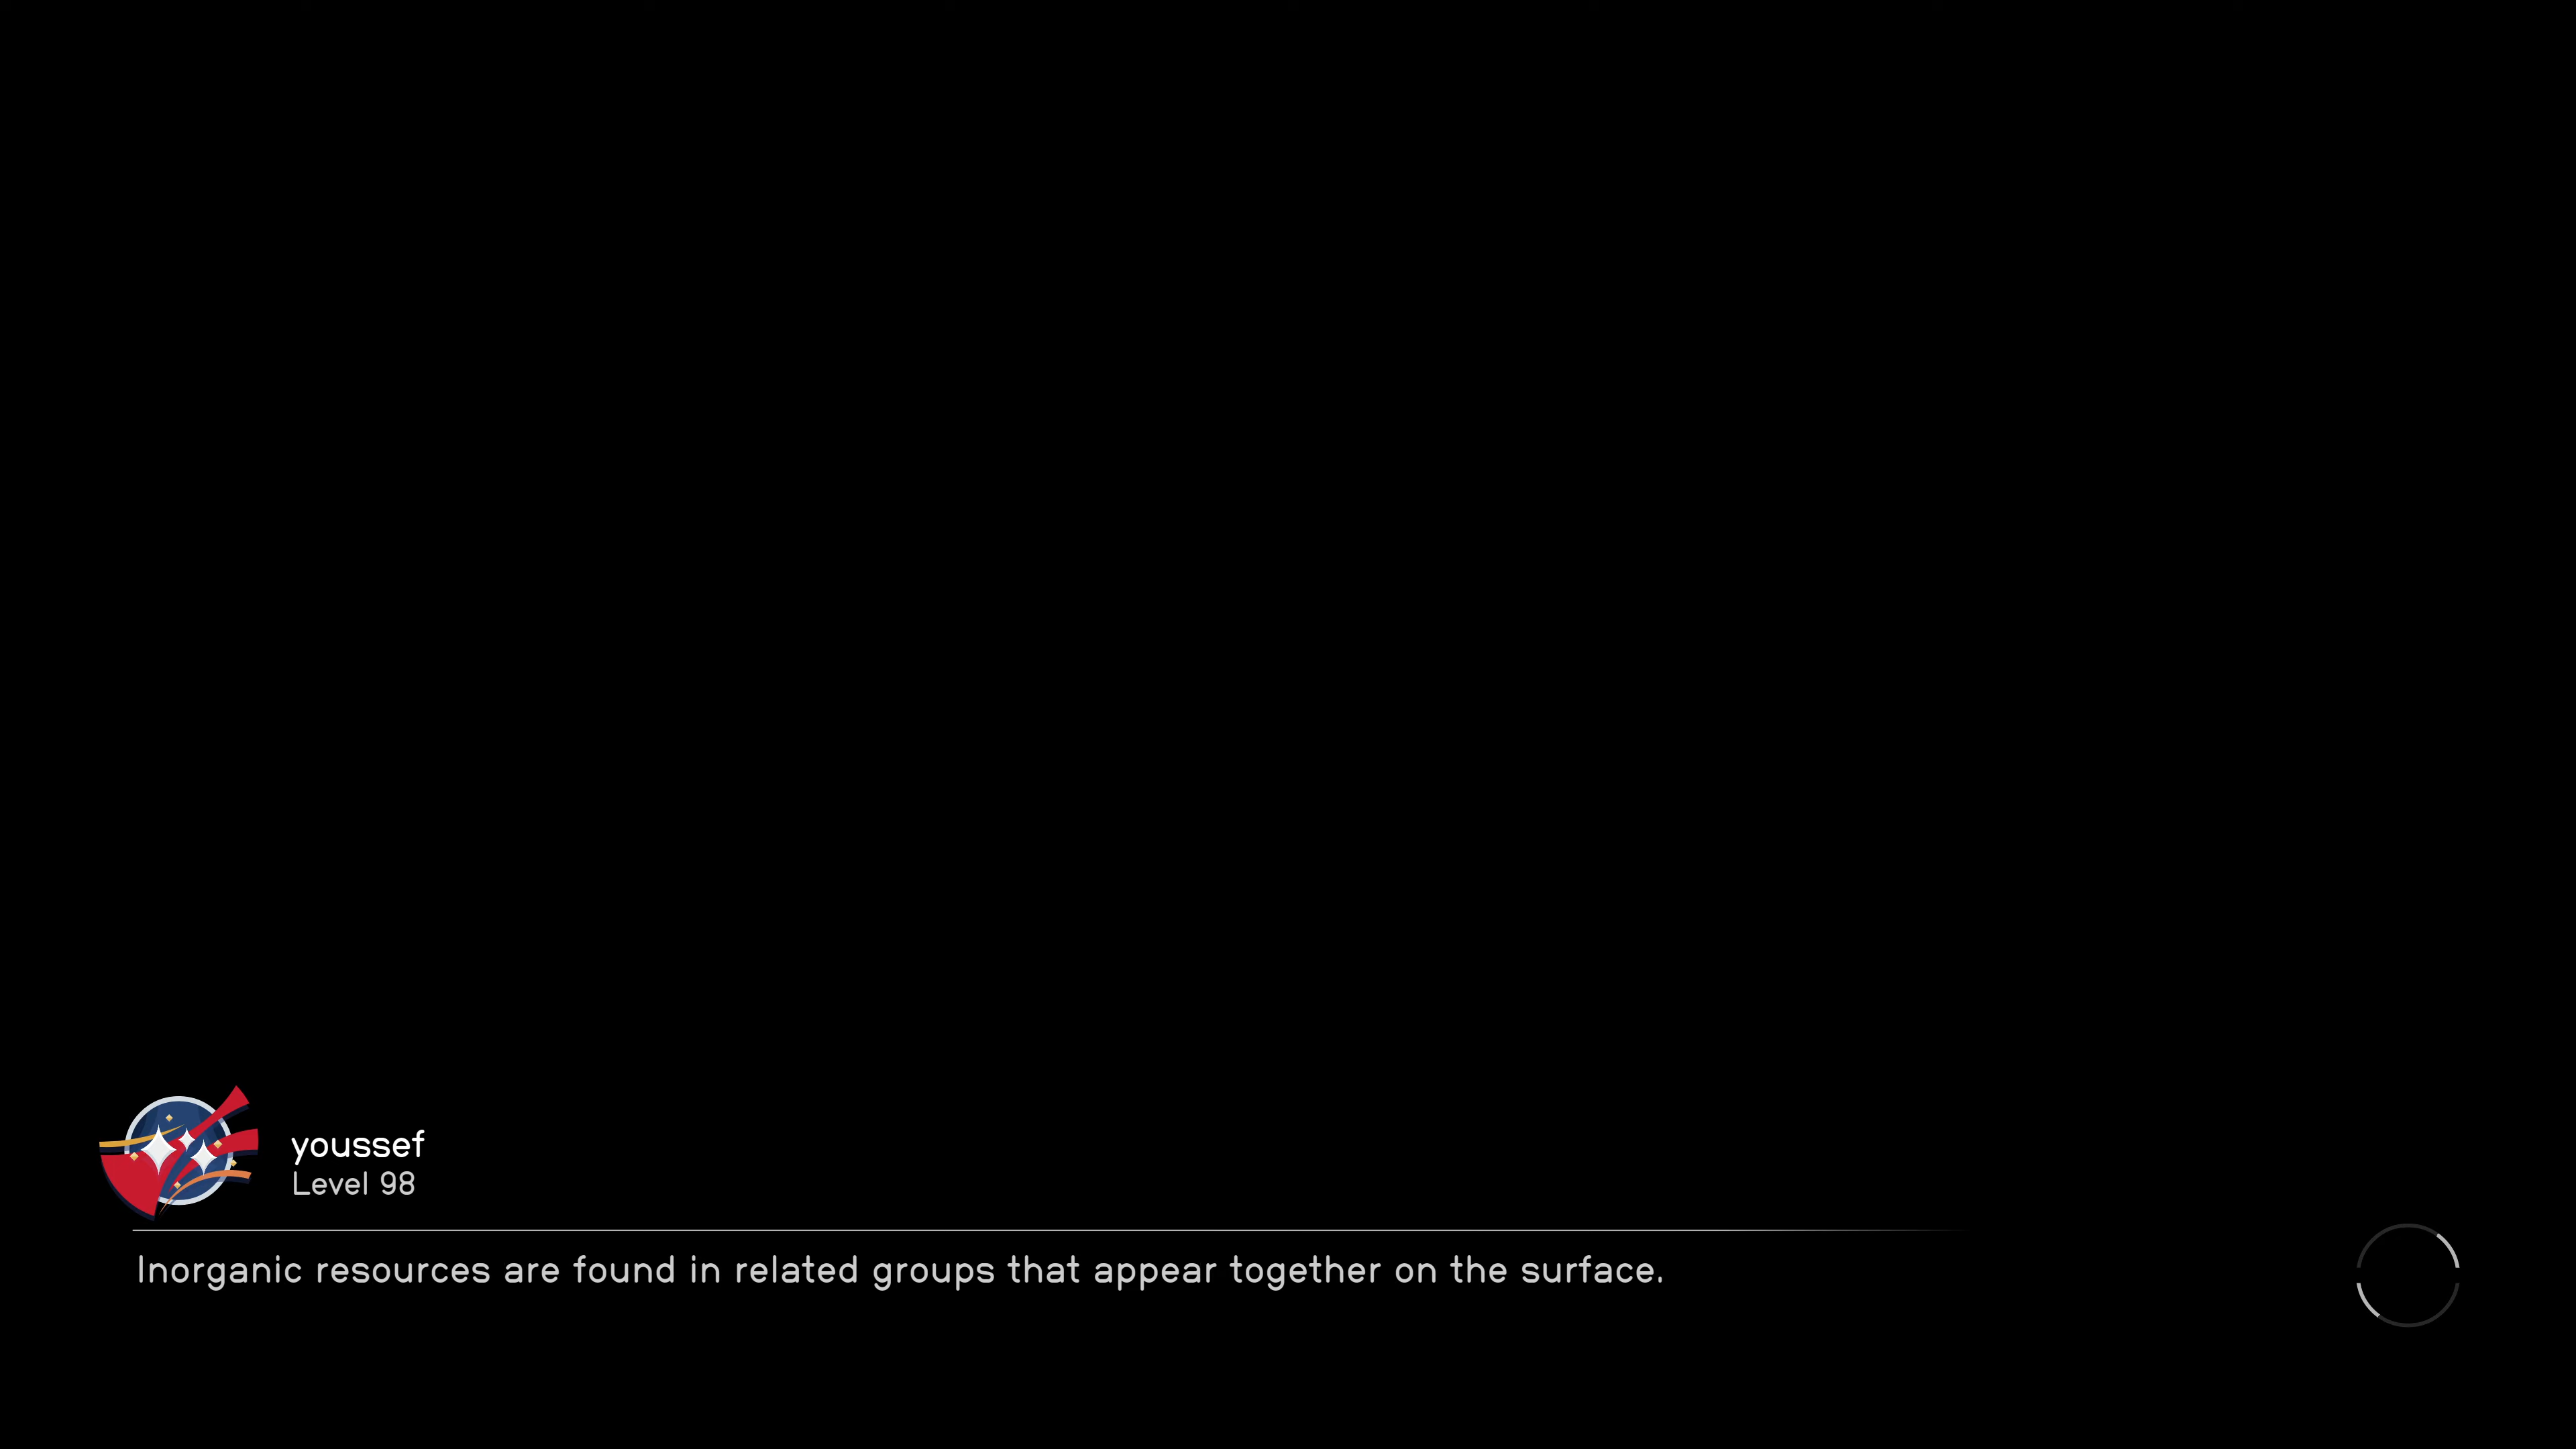 youssef
Level 98
Inorganic resources are found in related groups that appear together on the surface.